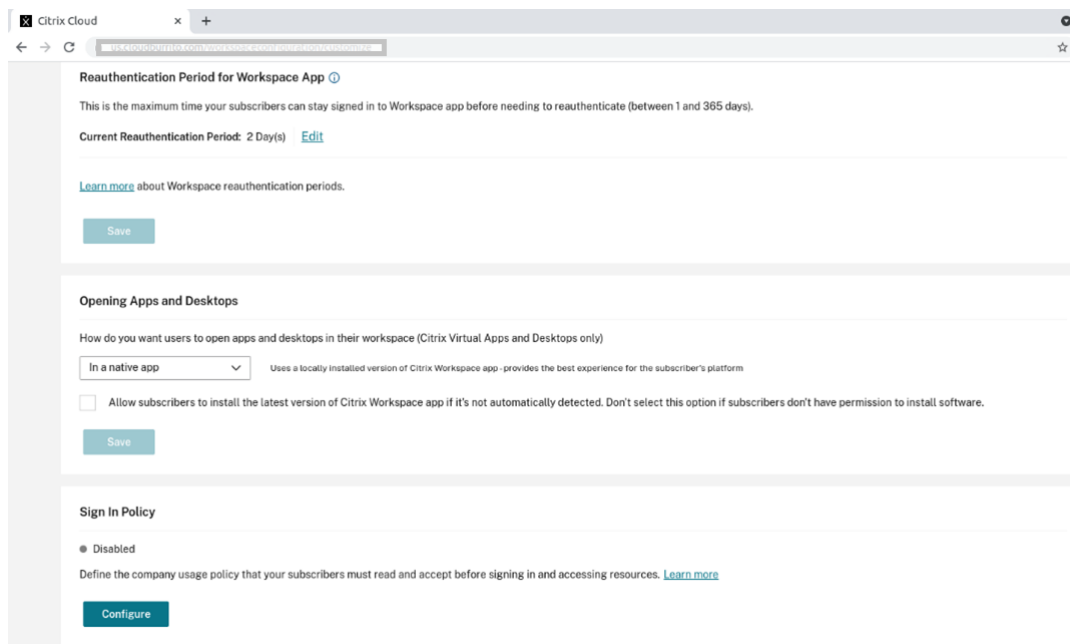 Citrix Cloud
Reauthentication Period for Workspace App
This is the maximum time your subscribers can stay signed in to Workspace app before needing to reauthenticate (between 1 and 365 days).
Current Reauthentication Period: 2 Day(s) Edit
Learn more about Workspace reauthentication periods.
Save
Opening Apps and Desktops
How do you want users to open apps and desktops in their workspace (Citrix Virtual Apps and Desktops only)
In a native app Uses a locally installed version of Citrix Workspace app - provides the best experience for the subscriber's platform
Allow subscribers to install the latest version of Citrix Workspace app if it's not automatically detected. Don't select this option if subscribers don't have permission to install software.
Save
Sign In Policy
Disabled
Define the company usage policy that your subscribers must read and accept before signing in and accessing resources. Learn more
Configure